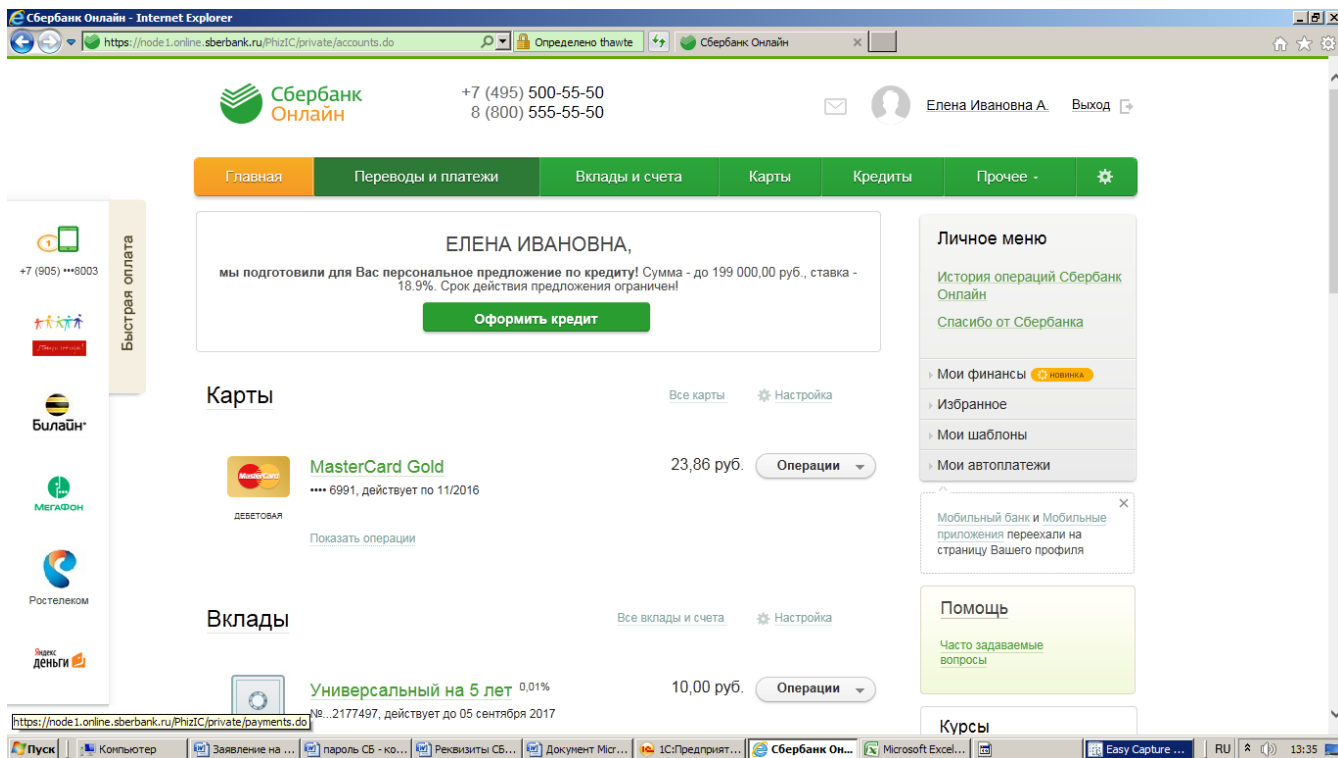 Сбербанк Онлайн - Internet Explorer
https://node1.online.sberbank.ru/PhizIC/private/accounts.do
Определено thawte
Сбербанк Онлайн
Сбербанк
Онлайн
+7 (495) 500-55-50
8 (800) 555-55-50
Елена Ивановна А.
Выход
Главная
Переводы и платежи
Вклады и счета
Карты
Кредиты
Прочее
Быстрая оплата
1
+7 (905) •••8003
Билайн
МЕГАФОН
Ростелеком
Яндекс
деньги
ЕЛЕНА ИВАНОВНА,
мы подготовили для Вас персональное предложение по кредиту! Сумма - до 199 000,00 руб., ставка -
18.9%. Срок действия предложения ограничен!
Оформить кредит
Карты
Все карты
Настройка
MasterCard
MasterCard Gold
23,86 руб.
Операции
•••• 6991, действует по 11/2016
ДЕБЕТОВАЯ
Показать операции
Вклады
Все вклады и счета
Настройка
Универсальный на 5 лет 0,01%
10,00 руб.
Операции
№...2177497, действует до 05 сентября 2017
Личное меню
История операций Сбербанк
Онлайн
Спасибо от Сбербанка
Мои финансы
НОВИНКА
Избранное
Мои шаблоны
Мои автоплатежи
Мобильный банк и Мобильные
приложения переехали на
страницу Вашего профиля
Помощь
Часто задаваемые
вопросы
Курсы
https://node1.online.sberbank.ru/PhizIC/private/payments.do
Пуск
Компьютер
Заявление на ...
пароль СБ - ко...
Реквизиты СБ...
Документ Micr...
1С:Предприят...
Сбербанк Он...
Microsoft Excel...
Easy Capture ...
RU
13:35